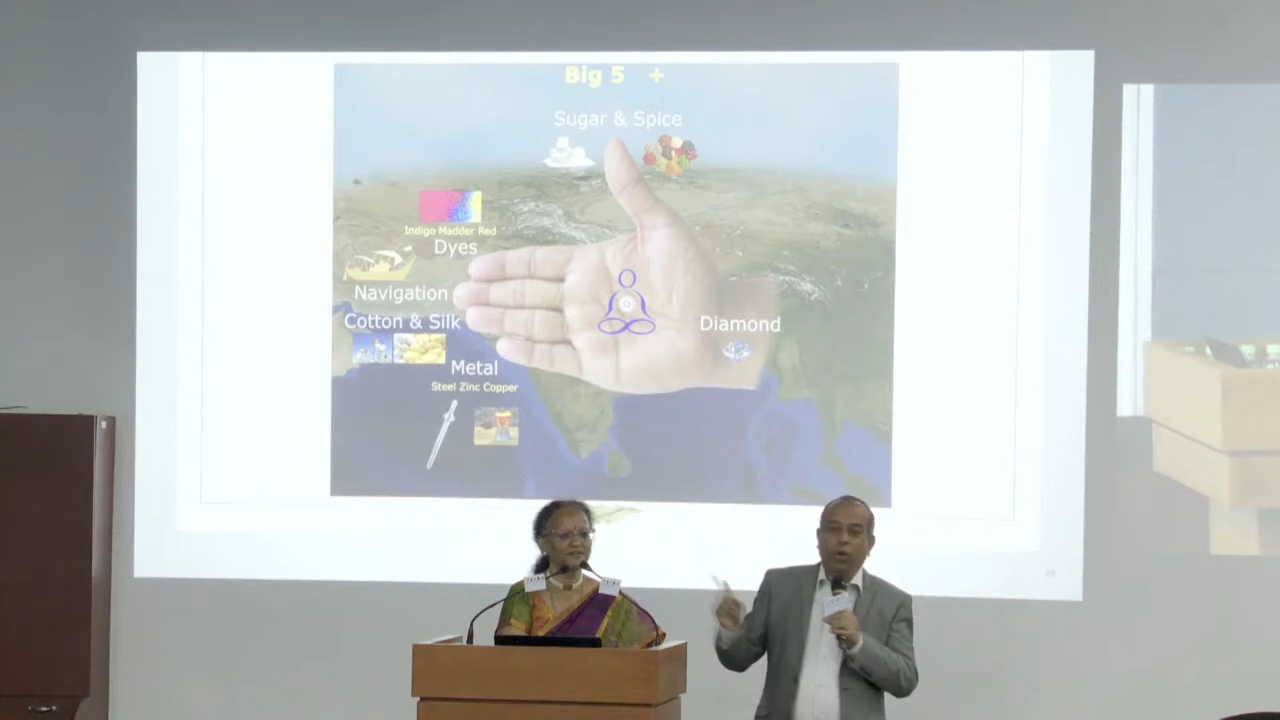 Big 5 +
Sugar & Spice
Indigo Madder Red
Dyes
Navigation
Cotton & Silk
Diamond
Metal
Steel Zinc Copper